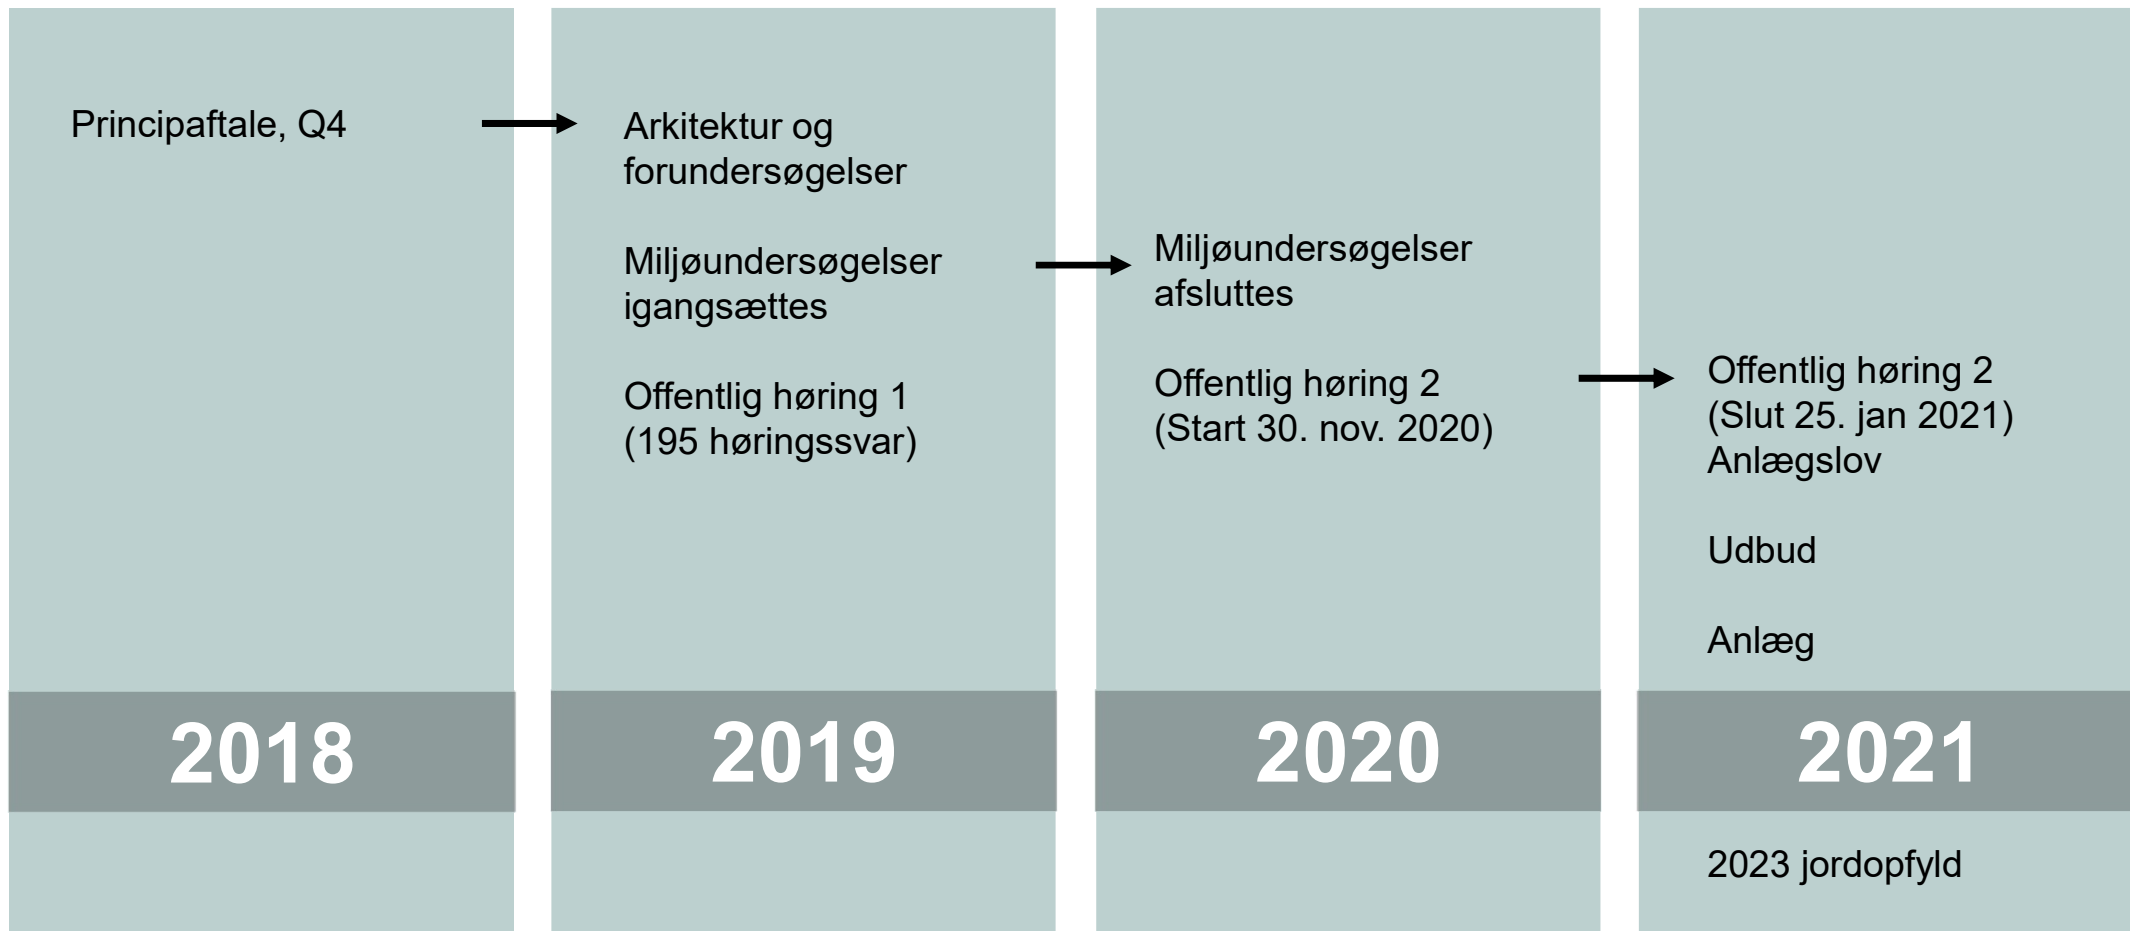 Principaftale, Q4
2018
Arkitektur og
forundersøgelser
Miljøundersøgelser
igangsættes
Offentlig høring 1
(195 høringssvar)
2019
Miljøundersøgelser
afsluttes
Offentlig høring 2
(Start 30. nov. 2020)
2020
Offentlig høring 2
(Slut 25. jan 2021)
Anlægslov
Udbud
Anlæg
2021
2023 jordopfyld